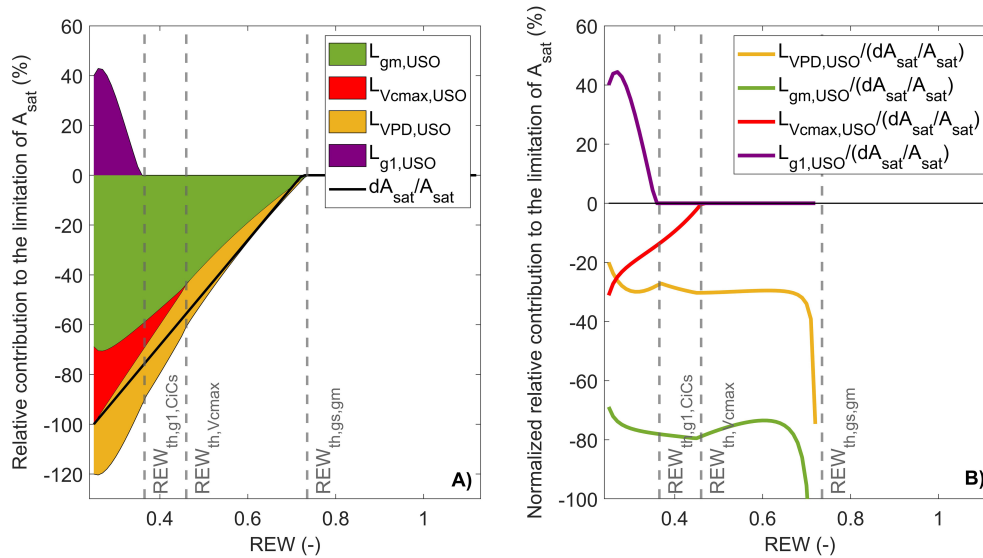 Relative contribution to the limitation of A_sat (%)
40
20
0
-20
-40
-60
-80
-100
-120
L_gm,USO
L_Vcmax,USO
L_VPD,USO
L_g1,USO
dA_sat/A_sat
REW_th,g1,CiCs
REW_th,Vcmax
REW_th,gs,gm
A)
0.4
0.6
0.8
1
REW (-)
Normalized relative contribution to the limitation of A_sat (%)
80
60
40
20
0
-20
-40
-60
-80
-100
L_VPD,USO/(dA_sat/A_sat)
L_gm,USO/(dA_sat/A_sat)
L_Vcmax,USO/(dA_sat/A_sat)
L_g1,USO/(dA_sat/A_sat)
REW_th,g1,CiCs
REW_th,Vcmax
REW_th,gs,gm
B)
0.4
0.6
0.8
1
REW (-)